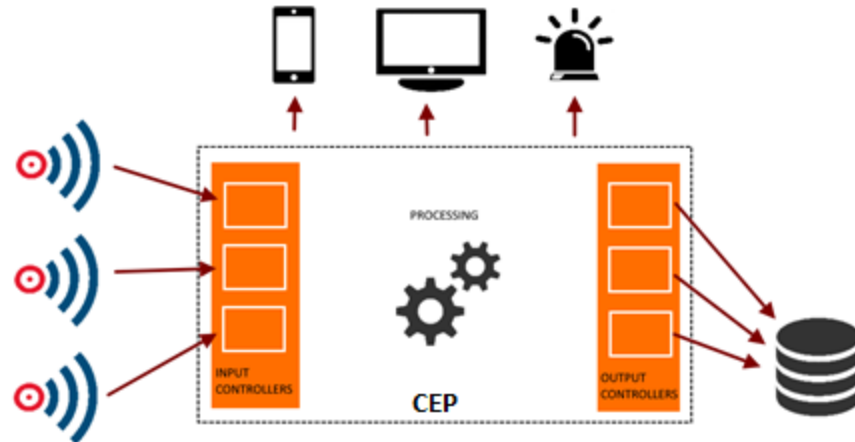 PROCESSING
INPUT
CONTROLLERS
OUTPUT
CONTROLLERS
CEP